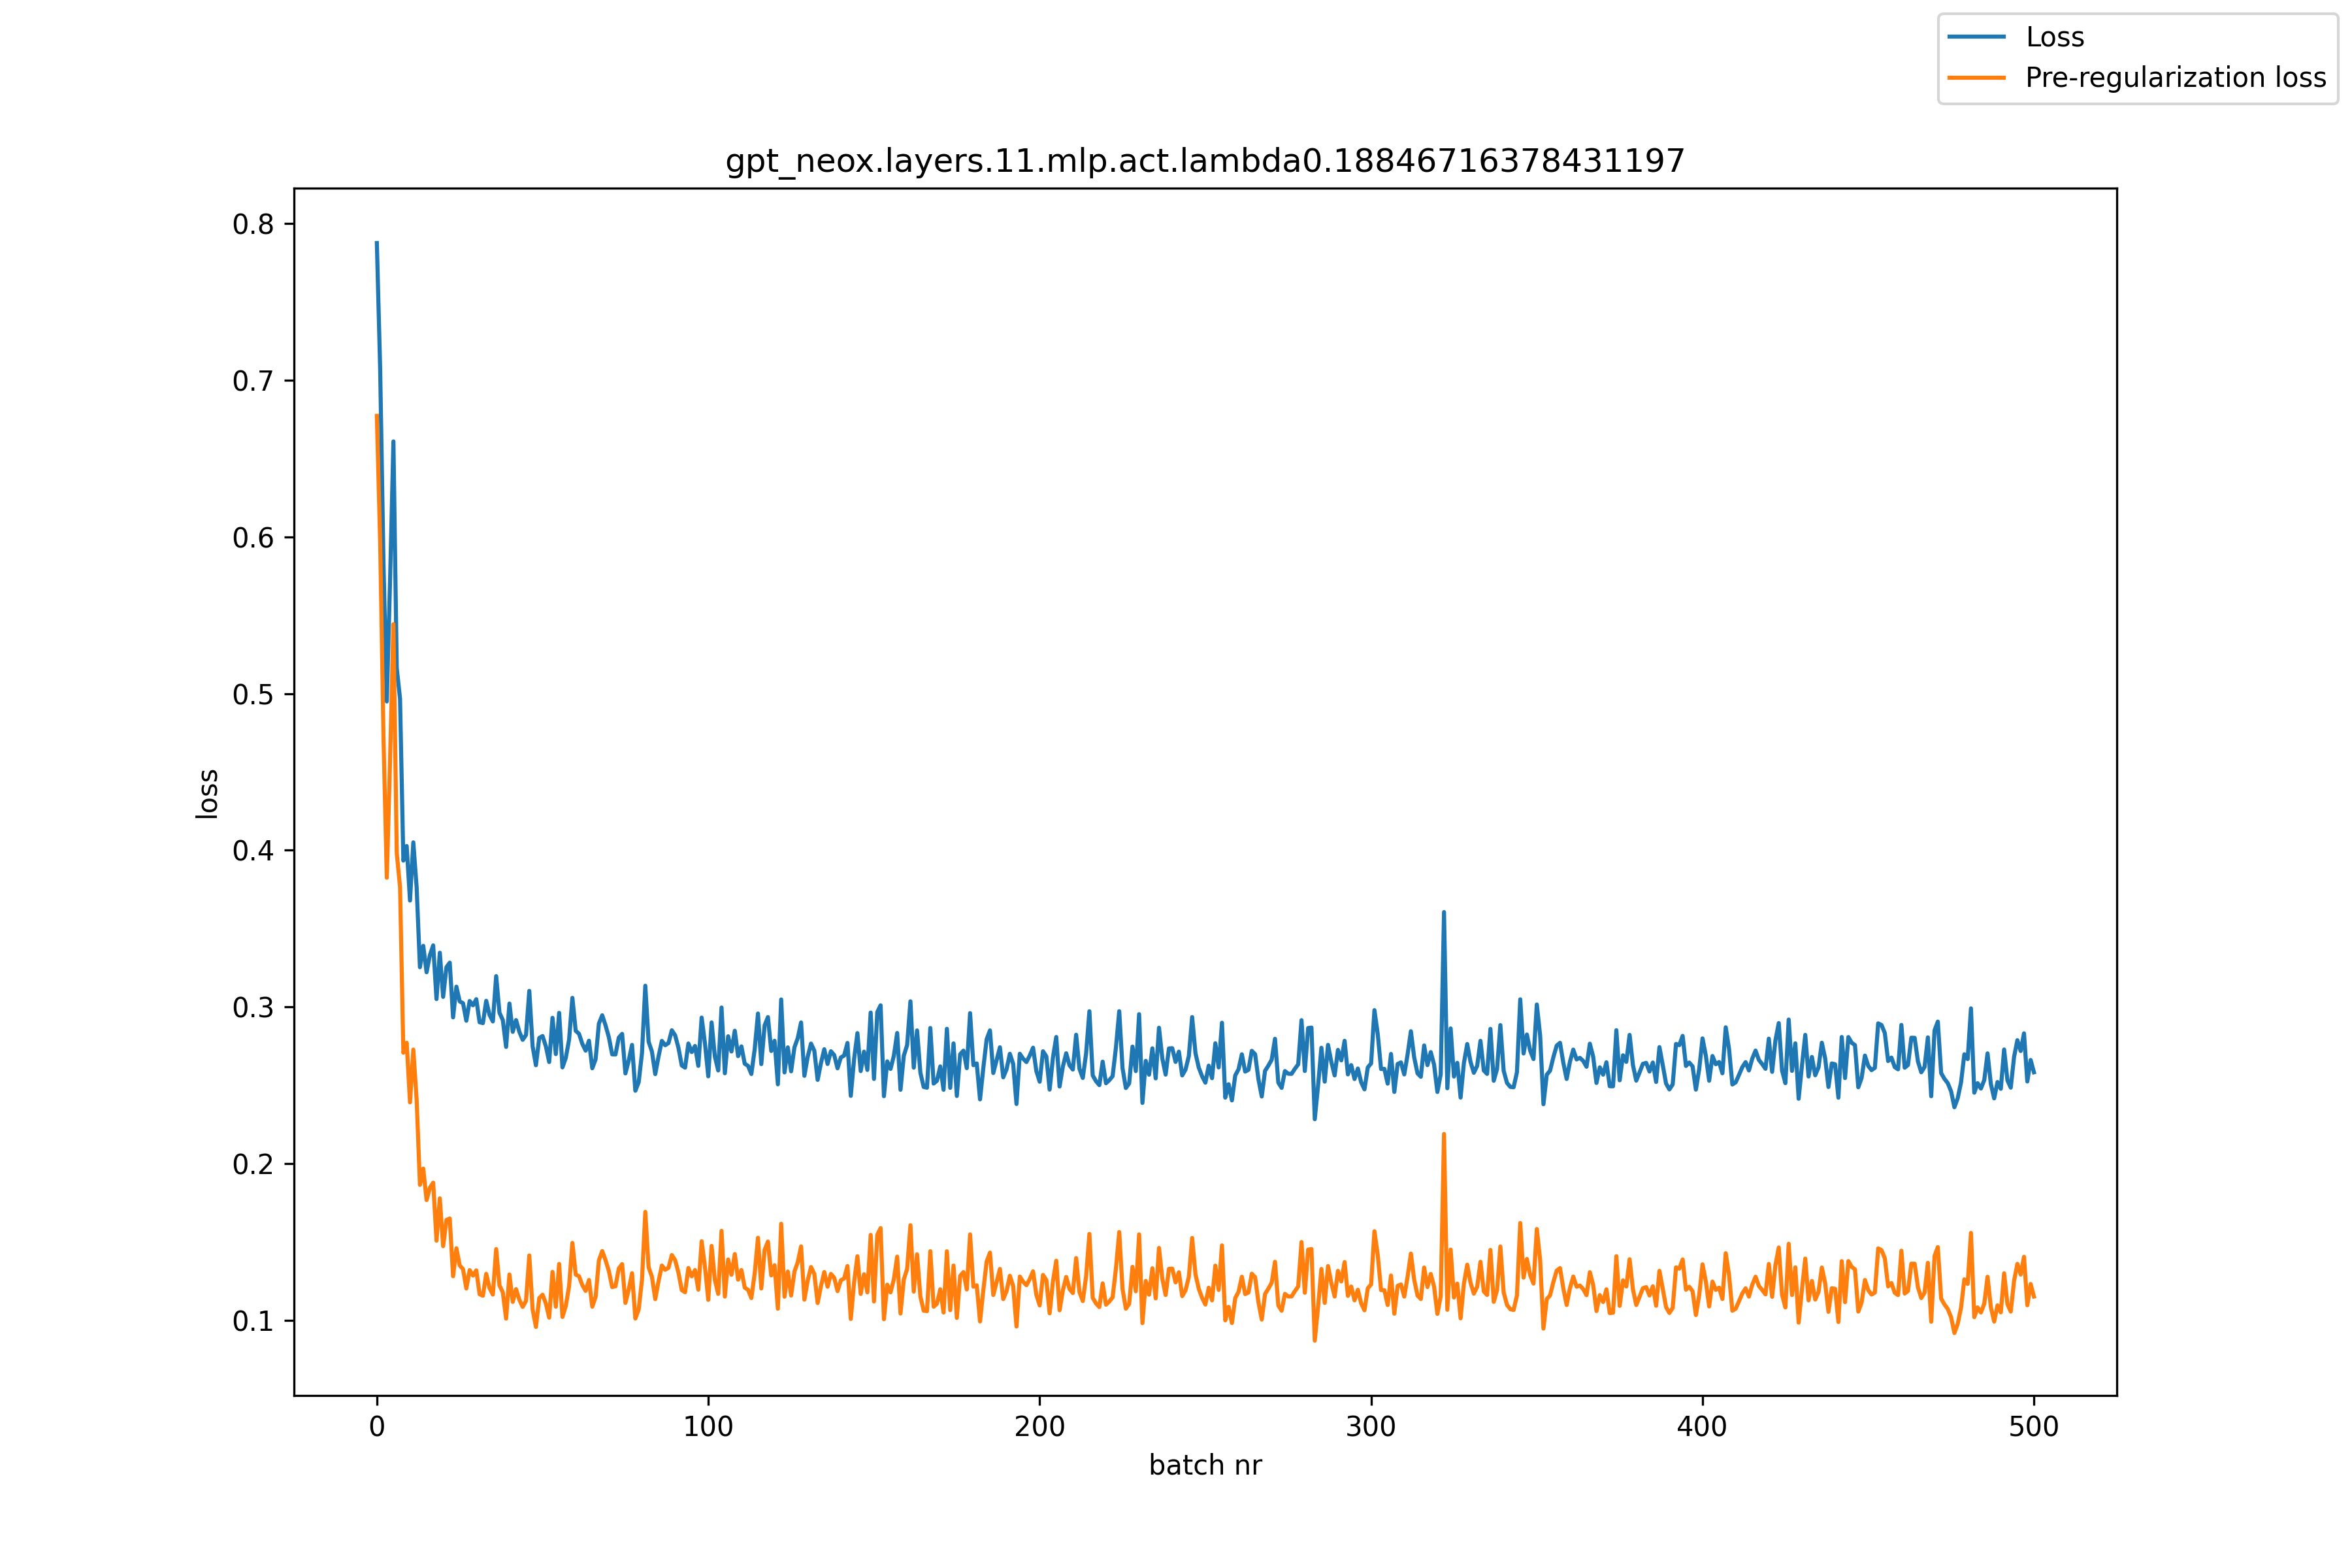 Loss
Pre-regularization loss
gpt_neox.layers.11.mlp.act.lambda0.18846716378431197
0.8
0.7
0.6
0.5
0.4
0.3
0.2
0.1
loss
0 100 200 300 400 500
batch nr